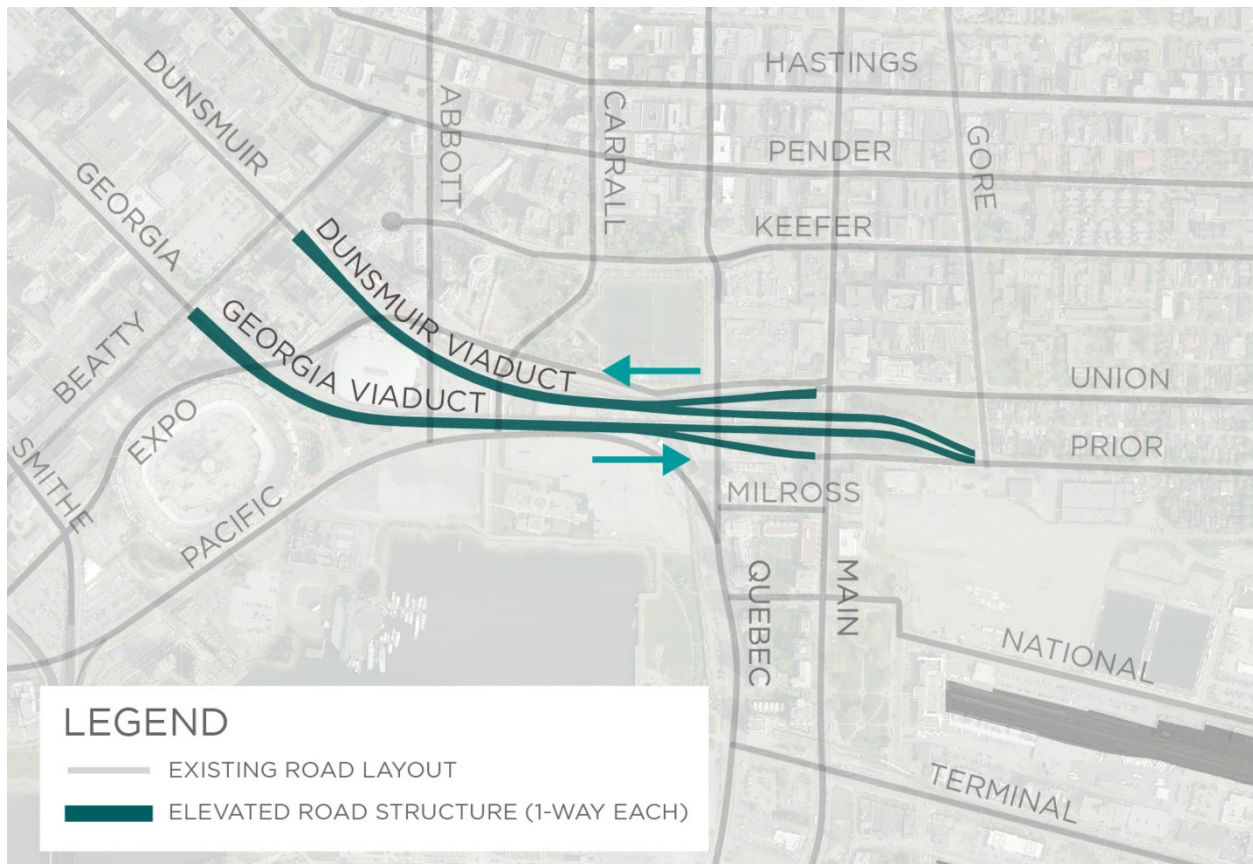 HASTINGS
DUNSMUIR
ABBOTT
CARRALL
PENDER
GORE
GEORGIA
KEEFER
DUNSMUIR VIADUCT
GEORGIA VIADUCT
BEATTY
UNION
EXPO
PRIOR
SMITHE
PACIFIC
MILROSS
QUEBEC
MAIN
NATIONAL
TERMINAL
LEGEND
EXISTING ROAD LAYOUT
ELEVATED ROAD STRUCTURE (1-WAY EACH)